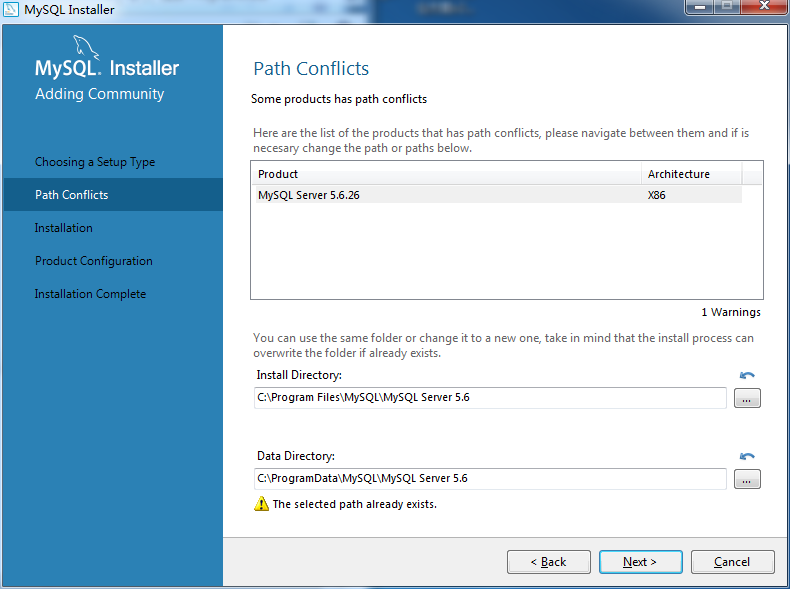 MySQL Installer
MySQL. Installer
Adding Community
Choosing a Setup Type
Path Conflicts
Installation
Product Configuration
Installation Complete
Path Conflicts
Some products has path conflicts
Here are the list of the products that has path conflicts, please navigate between them and if is
necesary change the path or paths below.
Product Architecture
MySQL Server 5.6.26 X86
1 Warnings
You can use the same folder or change it to a new one, take in mind that the install process can
overwrite the folder if already exists.
Install Directory:
C:\Program Files\MySQL\MySQL Server 5.6
...
Data Directory:
C:\ProgramData\MySQL\MySQL Server 5.6
...
The selected path already exists.
< Back Next > Cancel